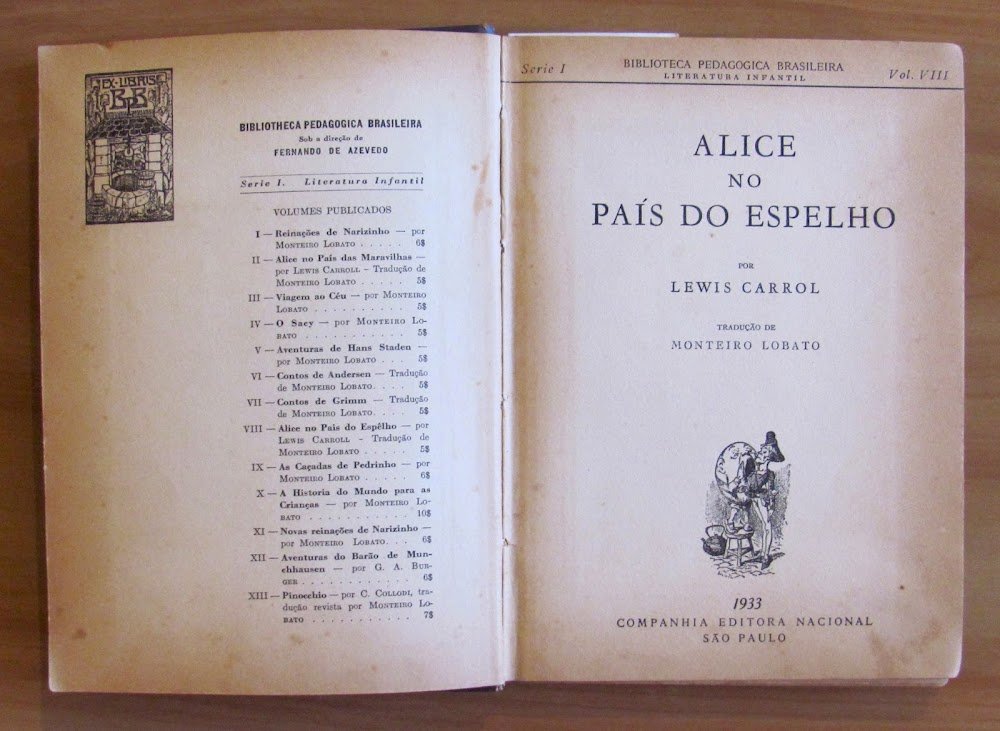 EX-LIBRIS
BPB
BIBLIOTHECA PEDAGOGICA BRASILEIRA
Sob a direção de
FERNANDO DE AZEVEDO
Serie I. Literatura Infantil
VOLUMES PUBLICADOS
I — Reinações de Narizinho — por
MONTEIRO LOBATO . . . . . 6$
II — Alice no País das Maravilhas —
por LEWIS CARROLL - Tradução de
MONTEIRO LOBATO . . . . . 5$
III — Viagem ao Céu — por MONTEIRO
LOBATO . . . . . . . . . . 5$
IV — O Sacy — por MONTEIRO LO-
BATO . . . . . . . . . . . 5$
V — Aventuras de Hans Staden —
por MONTEIRO LOBATO . . . 5$
VI — Contos de Andersen — Tradução
de MONTEIRO LOBATO. . . . 5$
VII — Contos de Grimm — Tradução
de MONTEIRO LOBATO. . . . 5$
VIII — Alice no Pais do Espêlho — por
LEWIS CARROLL - Tradução de
MONTEIRO LOBATO . . . . . 5$
IX — As Caçadas de Pedrinho — por
MONTEIRO LOBATO . . . . . 6$
X — A Historia do Mundo para as
Crianças — por MONTEIRO LO-
BATO . . . . . . . . . . . 10$
XI — Novas reinações de Narizinho —
por MONTEIRO LOBATO. . . 6$
XII — Aventuras do Barão de Mun-
chhausen — por G. A. BUR-
GER . . . . . . . . . . . . 6$
XIII — Pinocchio — por C. COLLODI, tra-
dução revista por MONTEIRO LO-
BATO . . . . . . . . . . . 7$
Serie I BIBLIOTECA PEDAGOGICA BRASILEIRA Vol. VIII
LITERATURA INFANTIL
ALICE
NO
PAÍS DO ESPELHO
POR
LEWIS CARROL
TRADUÇÃO DE
MONTEIRO LOBATO
1933
COMPANHIA EDITORA NACIONAL
SÃO PAULO